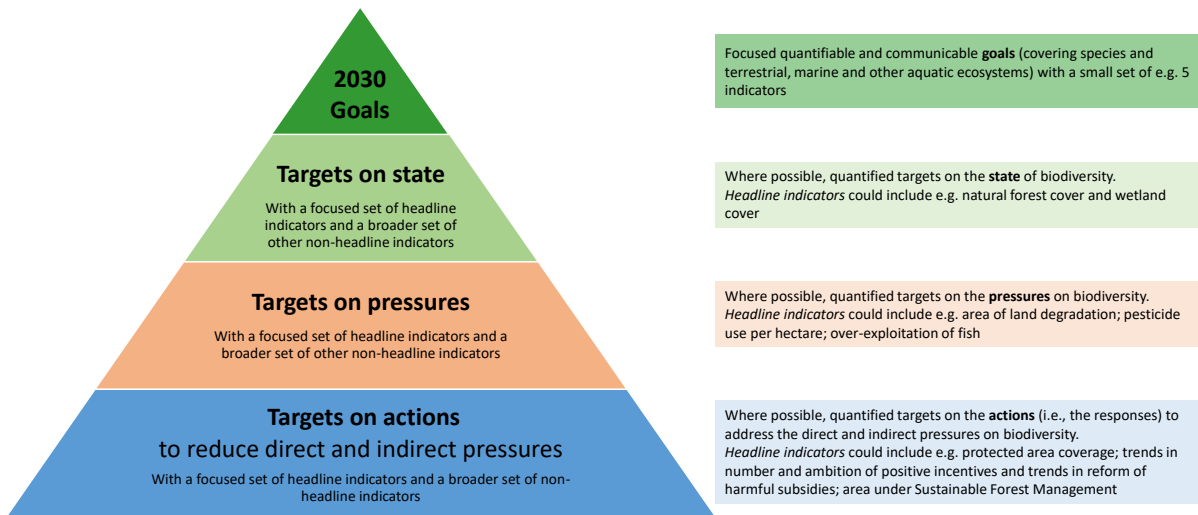 2030
Goals
Focused quantifiable and communicable goals (covering species and
terrestrial, marine and other aquatic ecosystems) with a small set of e.g. 5
indicators
Targets on state
With a focused set of headline
indicators and a broader set of
other non-headline indicators
Where possible, quantified targets on the state of biodiversity.
Headline indicators could include e.g. natural forest cover and wetland
cover
Targets on pressures
With a focused set of headline indicators and a
broader set of other non-headline indicators
Where possible, quantified targets on the pressures on biodiversity.
Headline indicators could include e.g. area of land degradation; pesticide
use per hectare; over-exploitation of fish
Targets on actions
to reduce direct and indirect pressures
With a focused set of headline indicators and a broader set of non-
headline indicators
Where possible, quantified targets on the actions (i.e., the responses) to
address the direct and indirect pressures on biodiversity.
Headline indicators could include e.g. protected area coverage; trends in
number and ambition of positive incentives and trends in reform of
harmful subsidies; area under Sustainable Forest Management